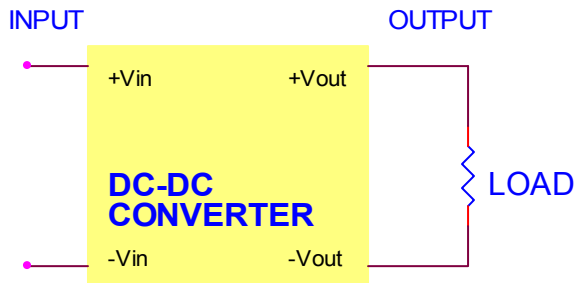 INPUT
OUTPUT
+Vin
+Vout
DC-DC
CONVERTER
LOAD
-Vin
-Vout